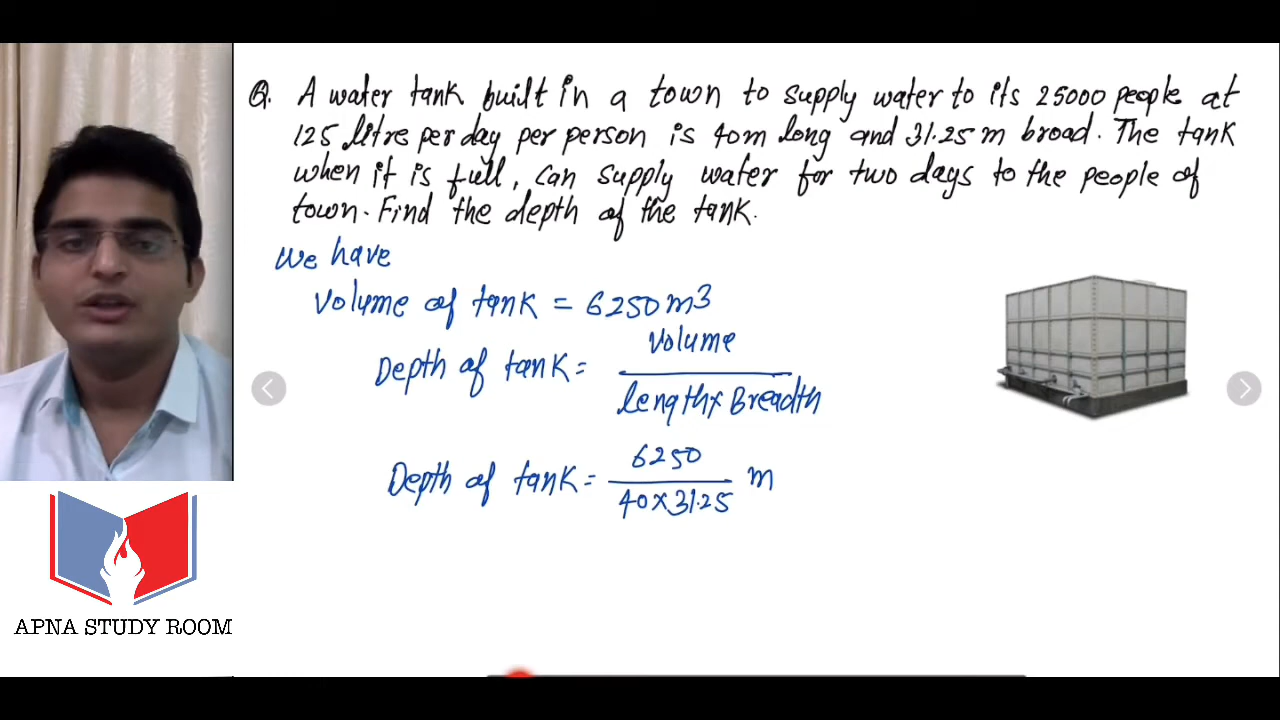 Q. A water tank built in a town to supply water to its 25000 people at
125 litre per day per person is 40m long and 31.25 m broad. The tank
when it is full, can supply water for two days to the people of
town. Find the depth of the tank.
We have
Volume of tank = 6250 m³
Depth of tank = Volume / length × Breadth
Depth of tank = 6250 / 40 × 31.25 m
APNA STUDY ROOM